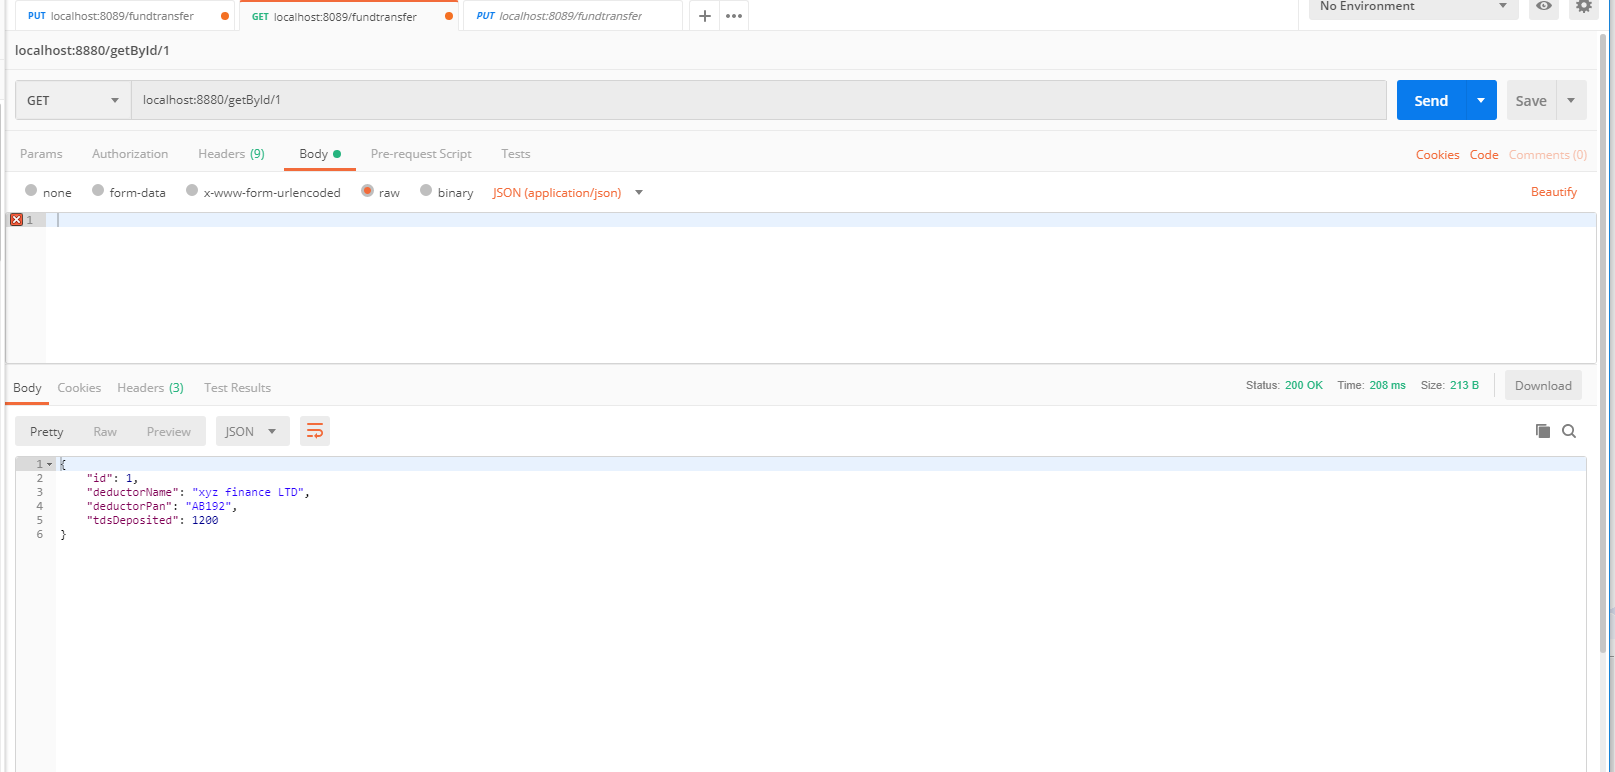 PUT localhost:8089/fundtransfer GET localhost:8089/fundtransfer PUT localhost:8089/fundtransfer + ••• No Environment
localhost:8880/getById/1
GET localhost:8880/getById/1 Send Save
Params Authorization Headers (9) Body Pre-request Script Tests Cookies Code Comments (0)
none form-data x-www-form-urlencoded raw binary JSON (application/json) Beautify
1
Body Cookies Headers (3) Test Results Status: 200 OK Time: 208 ms Size: 213 B Download
Pretty Raw Preview JSON
1 {
2 "id": 1,
3 "deductorName": "xyz finance LTD",
4 "deductorPan": "AB192",
5 "tdsDeposited": 1200
6 }